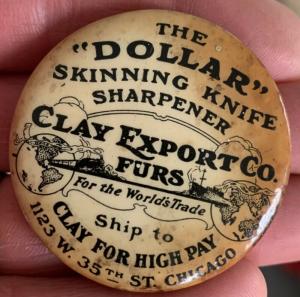 THE
"DOLLAR"
SKINNING KNIFE
SHARPENER
CLAY EXPORT CO.
FURS
For the World's Trade
Ship to
CLAY FOR HIGH PAY
1123 W. 35TH ST. CHICAGO